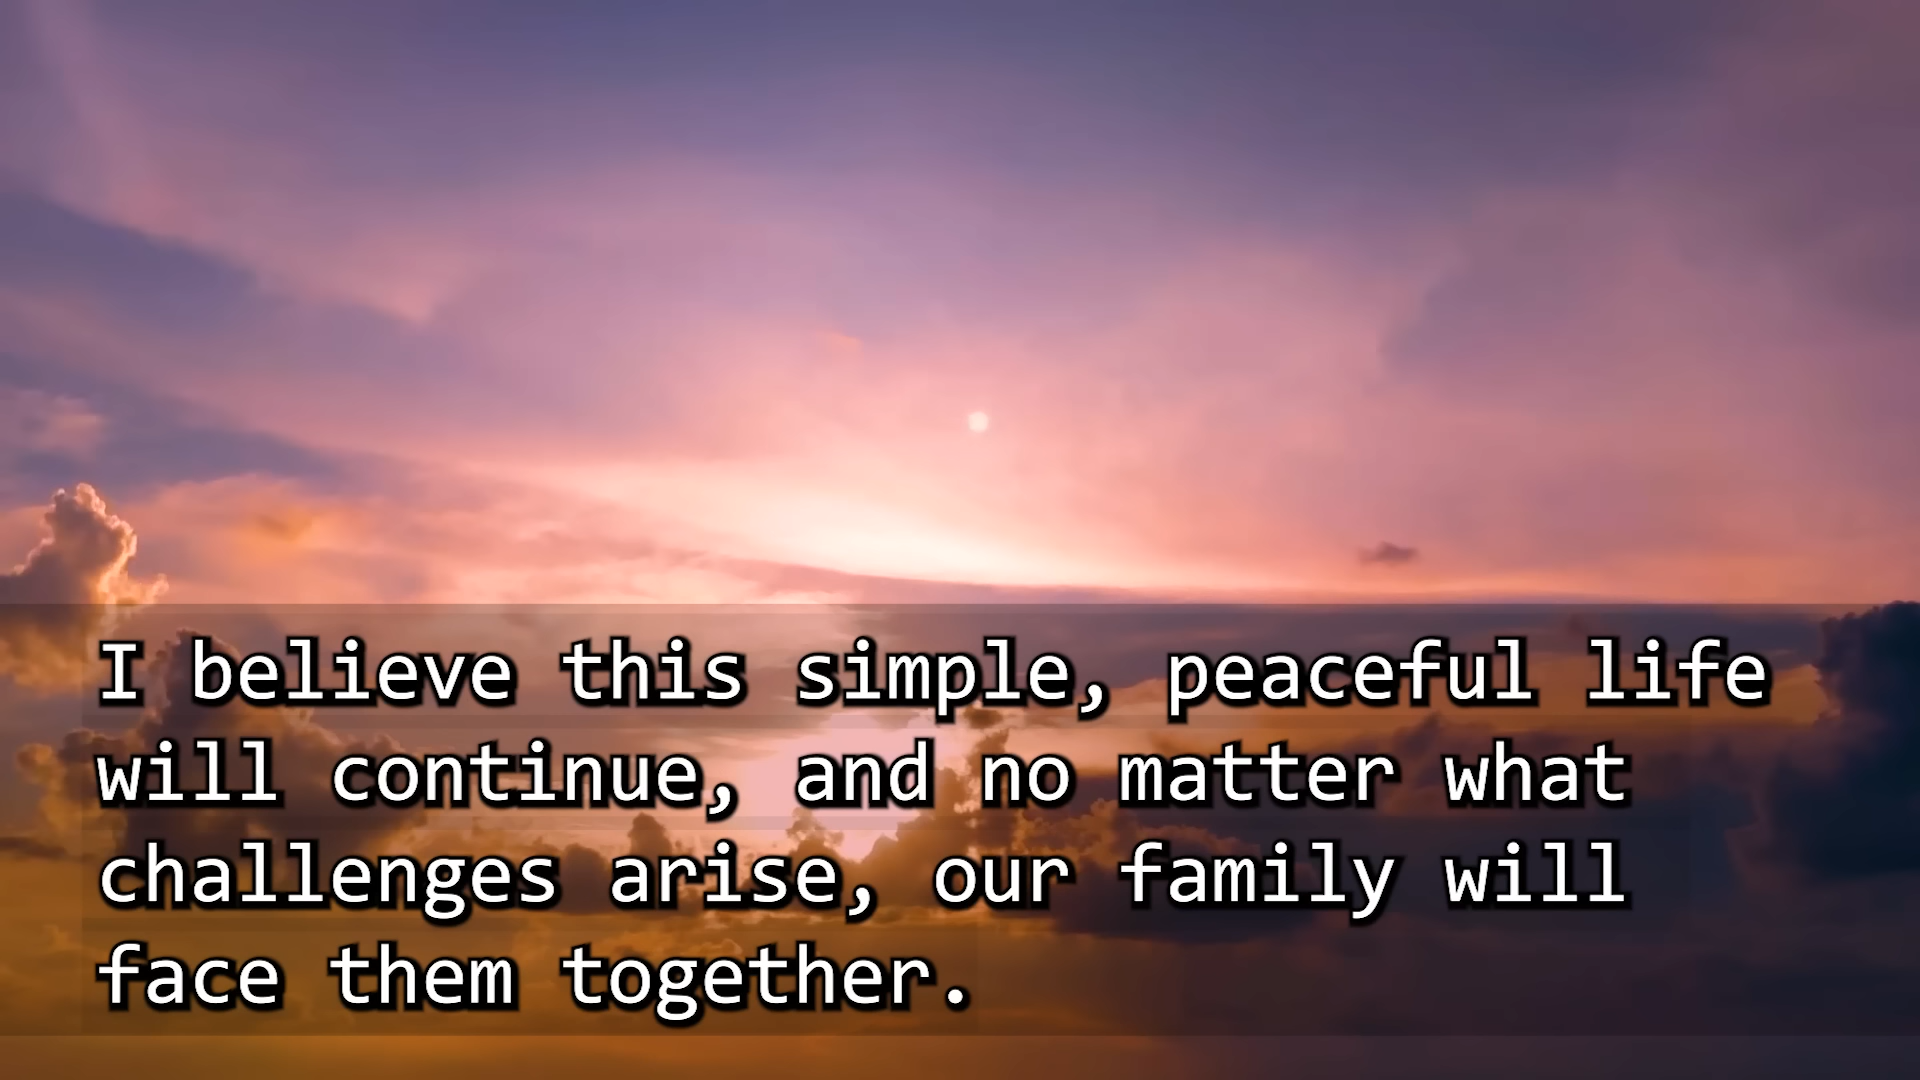 I believe this simple, peaceful life
will continue, and no matter what
challenges arise, our family will
face them together.